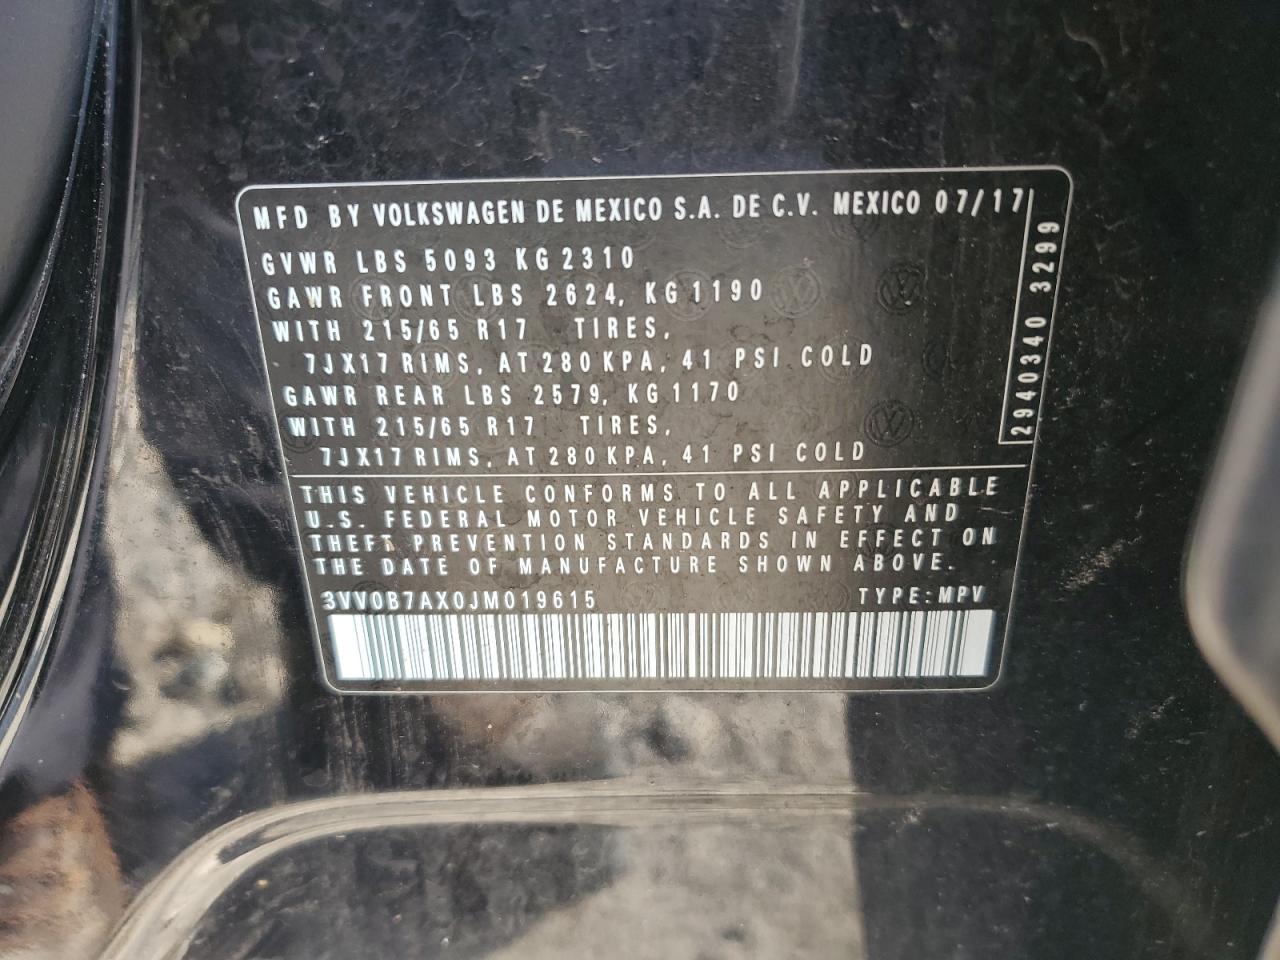 MFD BY VOLKSWAGEN DE MEXICO S.A. DE C.V. MEXICO 07/17
GVWR LBS 5093 KG 2310
GAWR FRONT LBS 2624, KG 1190
WITH 215/65 R17 TIRES,
7JX17 RIMS, AT 280 KPA, 41 PSI COLD
GAWR REAR LBS 2579, KG 1170
WITH 215/65 R17 TIRES,
7JX17 RIMS, AT 280 KPA, 41 PSI COLD
2940340 3299
THIS VEHICLE CONFORMS TO ALL APPLICABLE
U.S. FEDERAL MOTOR VEHICLE SAFETY AND
THEFT PREVENTION STANDARDS IN EFFECT ON
THE DATE OF MANUFACTURE SHOWN ABOVE.
3VV0B7AX0JM019615 TYPE:MPV